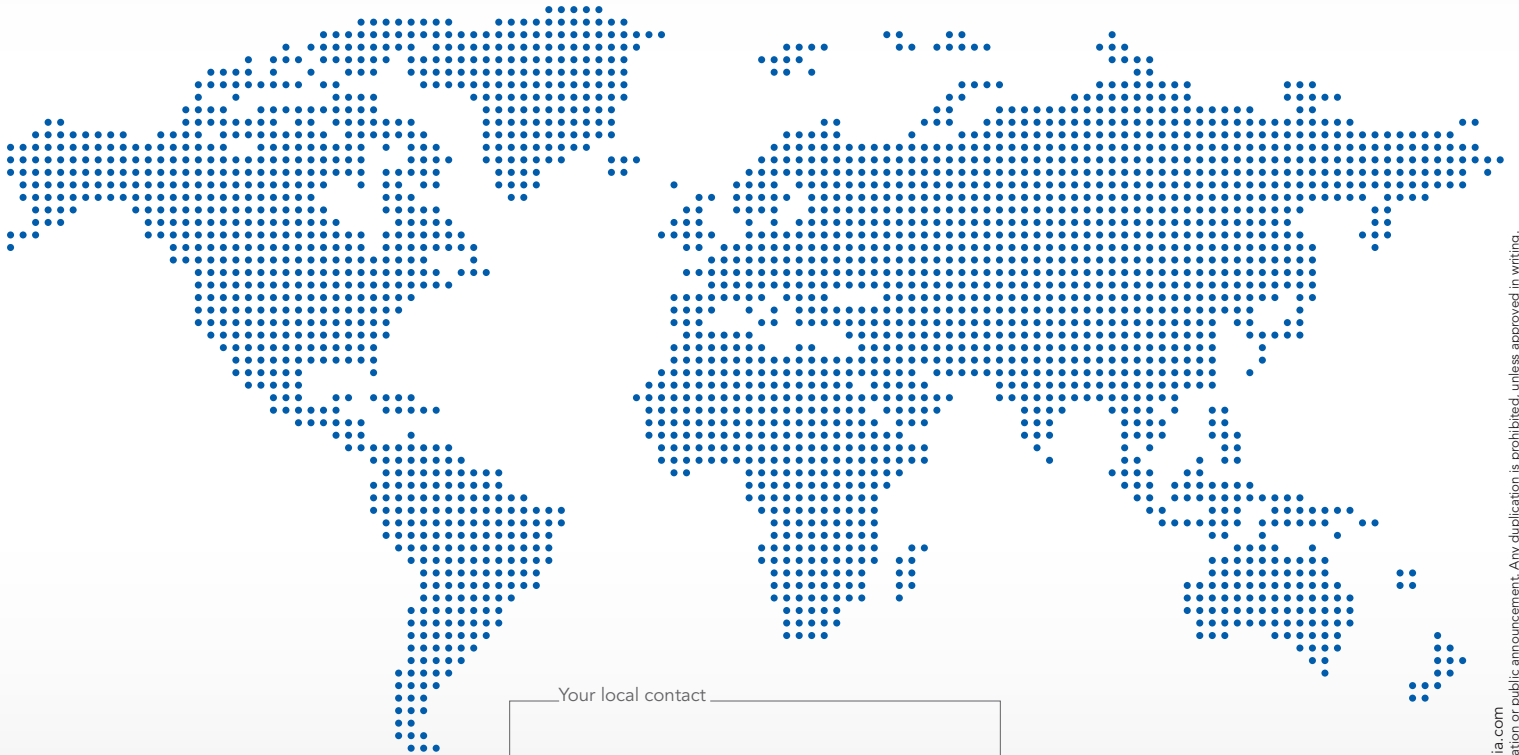 Your local contact
ia.com
ation or public announcement. Any duplication is prohibited, unless approved in writing.